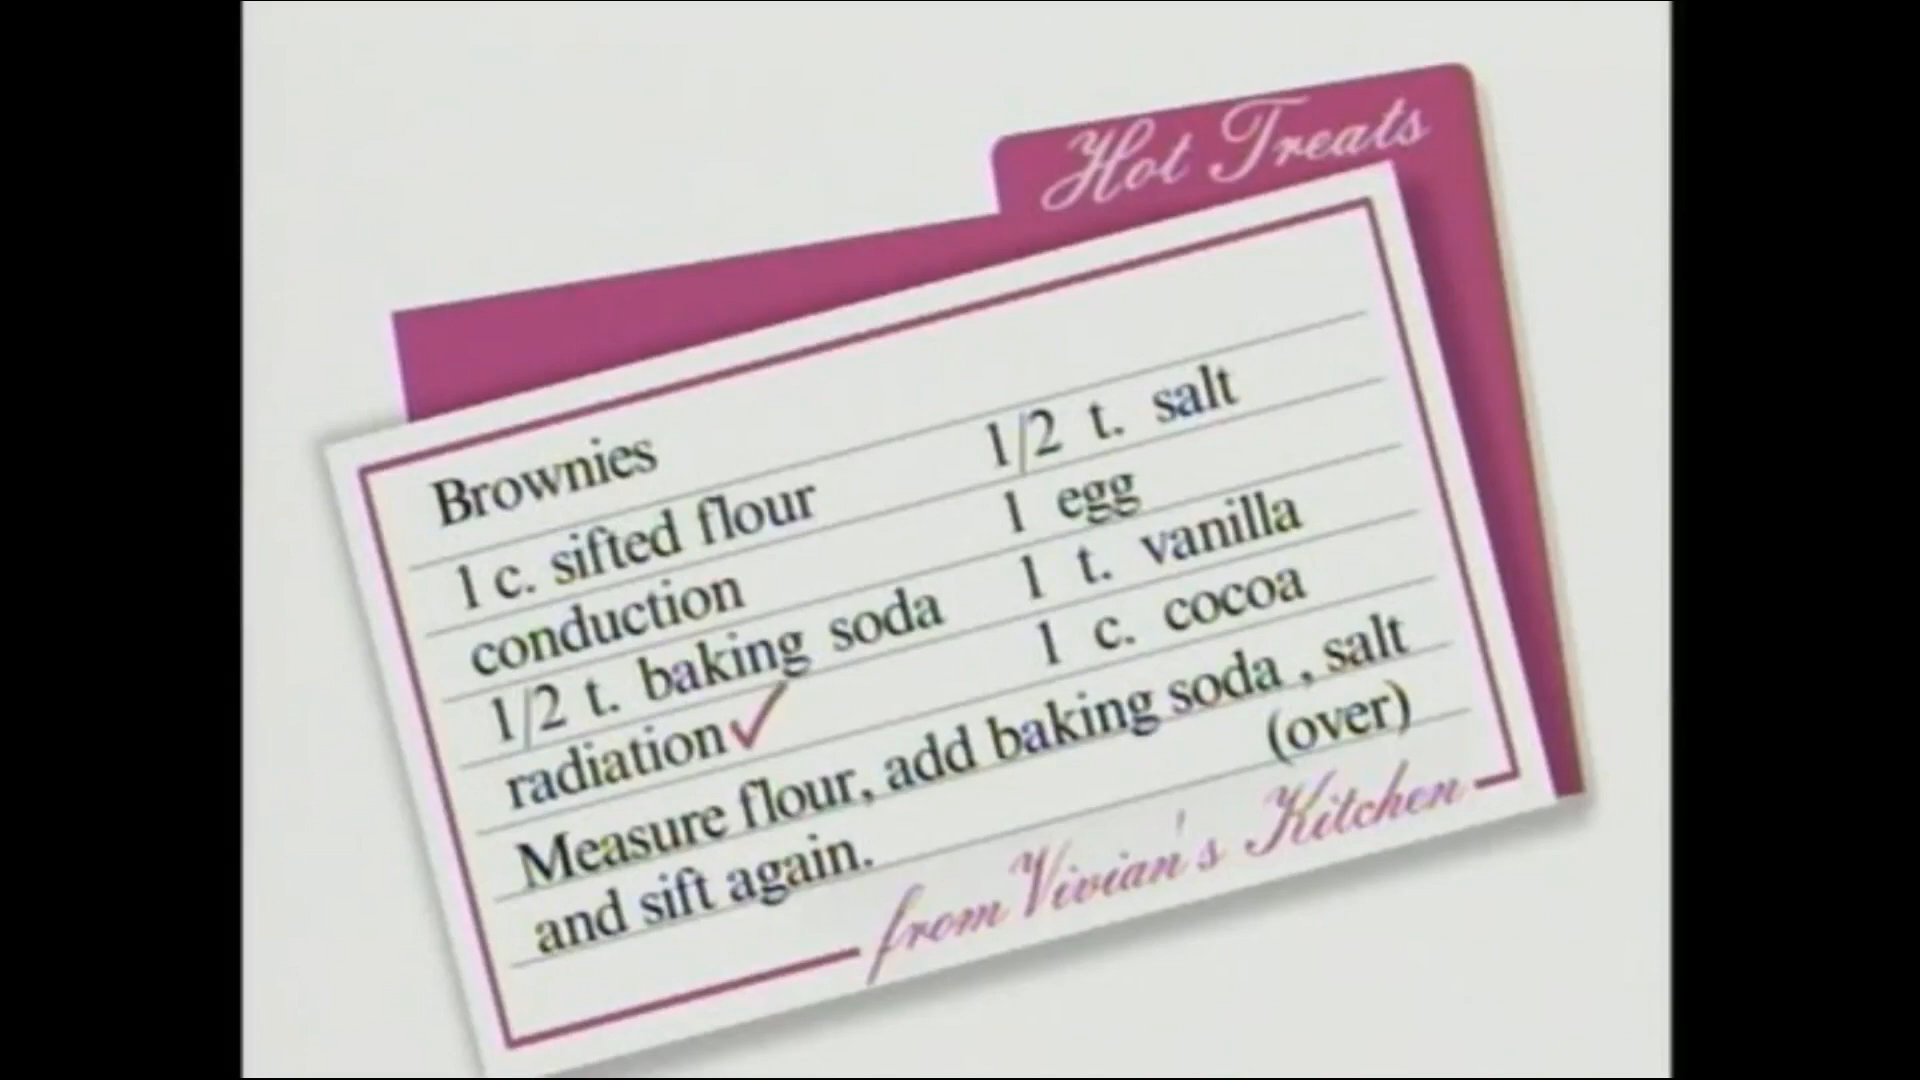 Hot Treats
Brownies
1 c. sifted flour 1/2 t. salt
conduction 1 egg
1/2 t. baking soda 1 t. vanilla
radiation✓ 1 c. cocoa
Measure flour, add baking soda , salt
and sift again. (over)
from Vivian's Kitchen